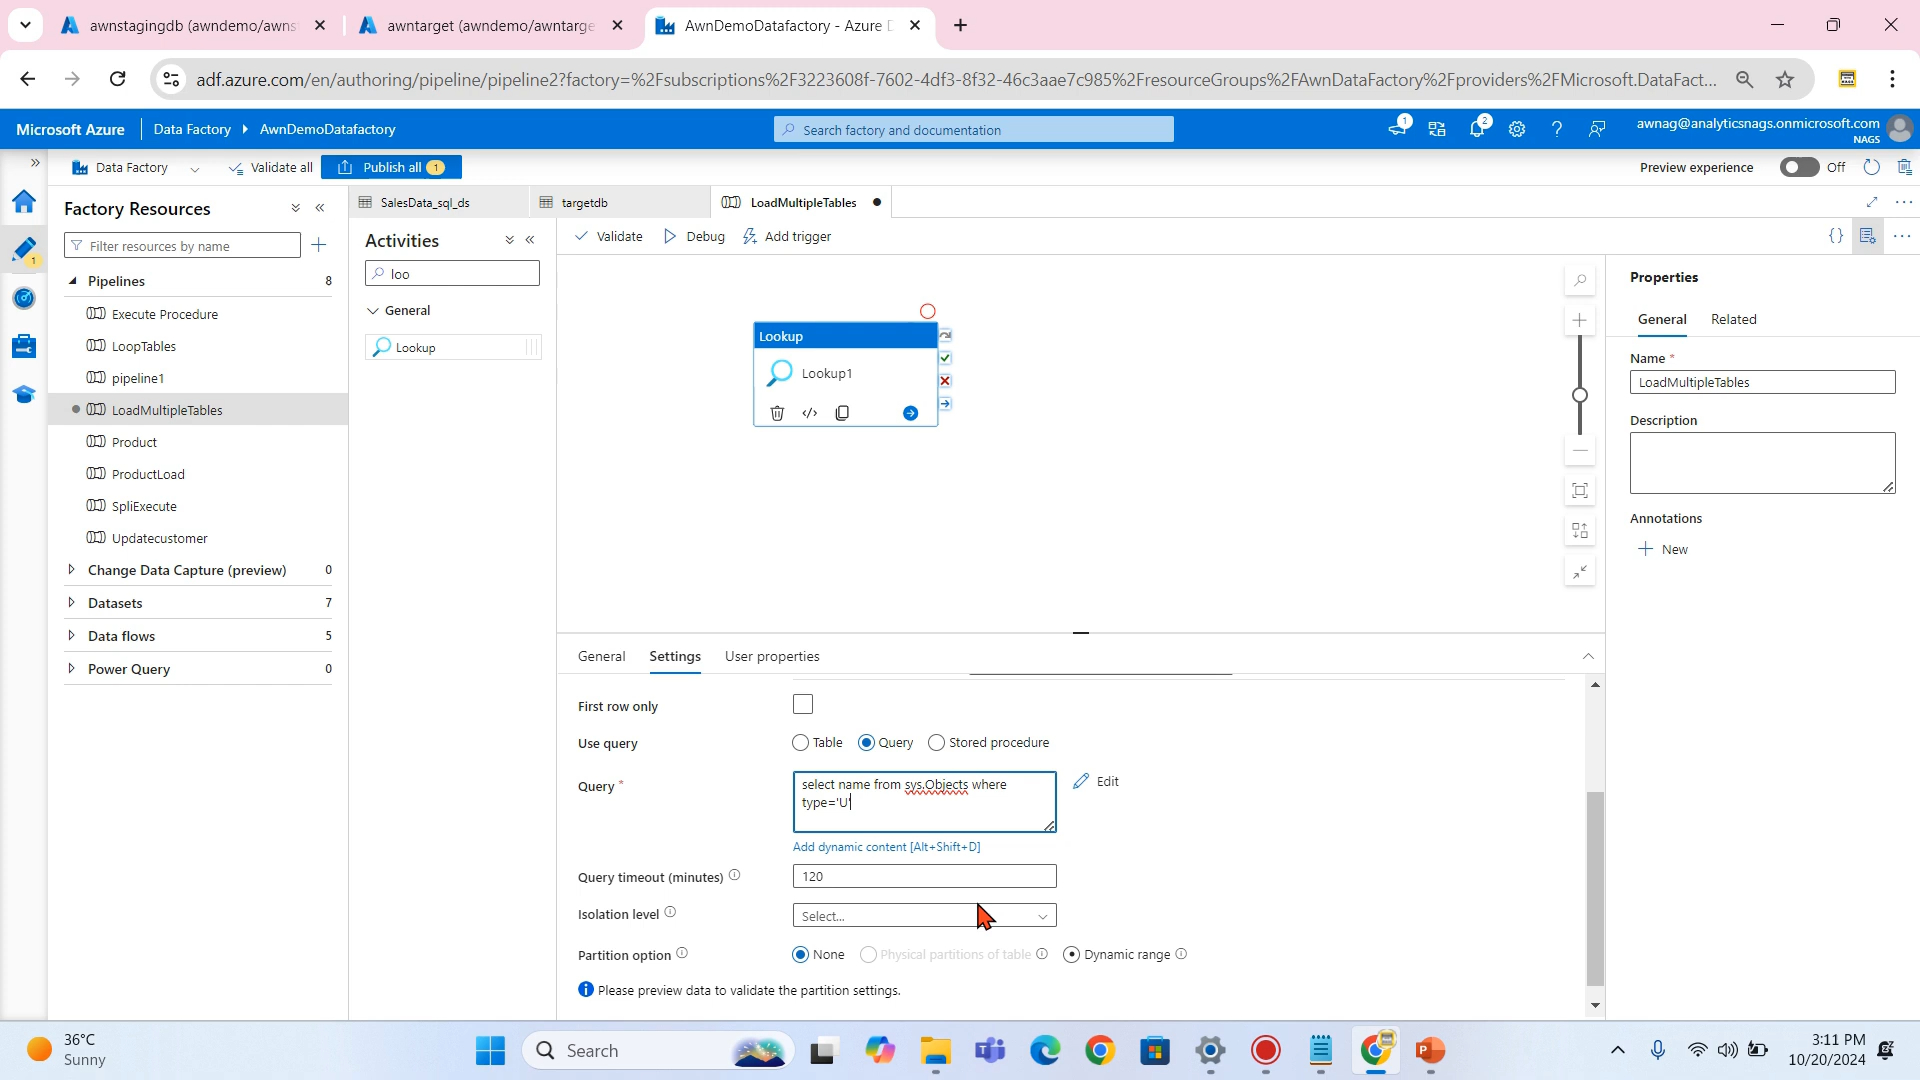 awnstagingdb (awndemo/awns
awntarget (awndemo/awntarge
AwnDemoDatafactory - Azure D
adf.azure.com/en/authoring/pipeline/pipeline2?factory=%2Fsubscriptions%2F3223608f-7602-4df3-8f32-46c3aae7c985%2FresourceGroups%2FAwnDataFactory%2Fproviders%2FMicrosoft.DataFact...
Microsoft Azure
Data Factory
AwnDemoDatafactory
Search factory and documentation
1
2
awnag@analyticsnags.onmicrosoft.com
NAGS
Data Factory
Validate all
Publish all 1
Preview experience
Off
Factory Resources
Filter resources by name
1
Pipelines 8
Execute Procedure
LoopTables
pipeline1
LoadMultipleTables
Product
ProductLoad
SpliExecute
Updatecustomer
Change Data Capture (preview) 0
Datasets 7
Data flows 5
Power Query 0
SalesData_sql_ds
targetdb
LoadMultipleTables
Activities
loo
General
Lookup
Validate
Debug
Add trigger
Lookup
Lookup1
General
Settings
User properties
First row only
Use query
Table
Query
Stored procedure
Query *
select name from sys.Objects where
type='U'
Edit
Add dynamic content [Alt+Shift+D]
Query timeout (minutes)
120
Isolation level
Select...
Partition option
None
Physical partitions of table
Dynamic range
Please preview data to validate the partition settings.
Properties
General
Related
Name *
LoadMultipleTables
Description
Annotations
New
36°C
Sunny
Search
3:11 PM
10/20/2024